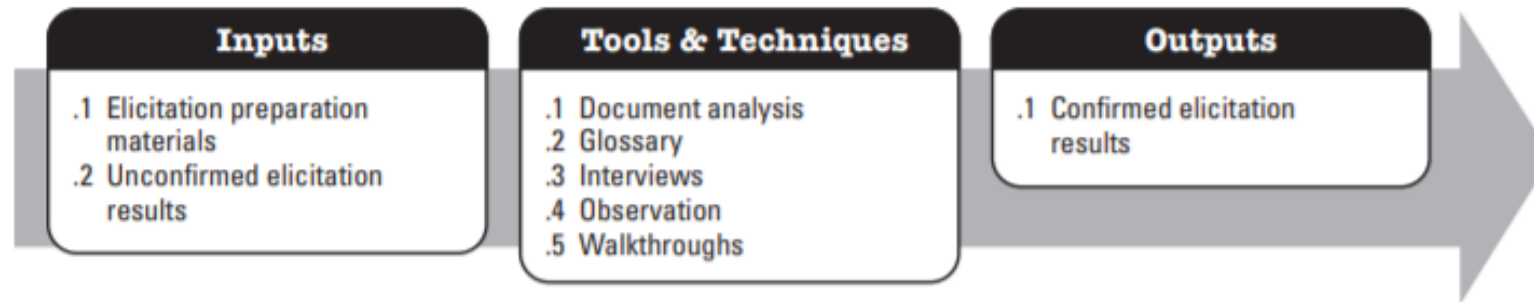 Inputs
.1 Elicitation preparation
materials
.2 Unconfirmed elicitation
results
Tools & Techniques
.1 Document analysis
.2 Glossary
.3 Interviews
.4 Observation
.5 Walkthroughs
Outputs
.1 Confirmed elicitation
results